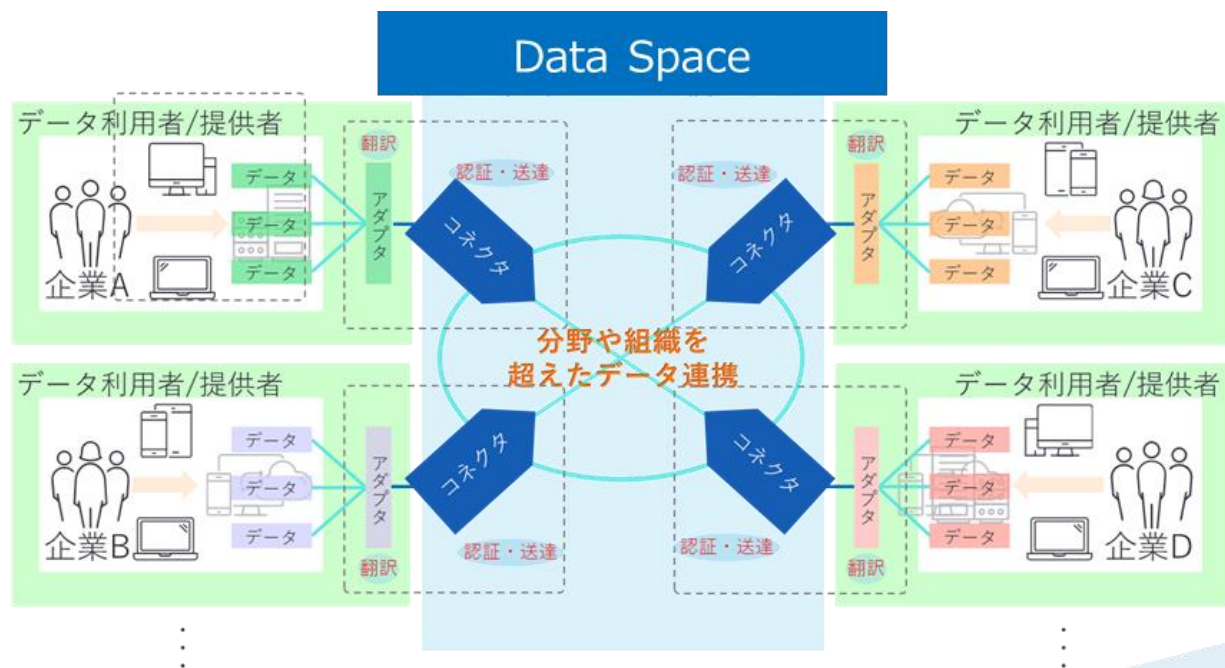 Data Space
データ利用者/提供者
データ
データ
データ
企業A
翻訳
アダプタ
認証・送達
コネクタ
データ利用者/提供者
翻訳
アダプタ
認証・送達
コネクタ
データ
データ
データ
企業C
分野や組織を
超えたデータ連携
データ利用者/提供者
データ
データ
データ
企業B
アダプタ
翻訳
コネクタ
認証・送達
データ利用者/提供者
コネクタ
認証・送達
アダプタ
翻訳
データ
データ
データ
企業D
⋮
⋮